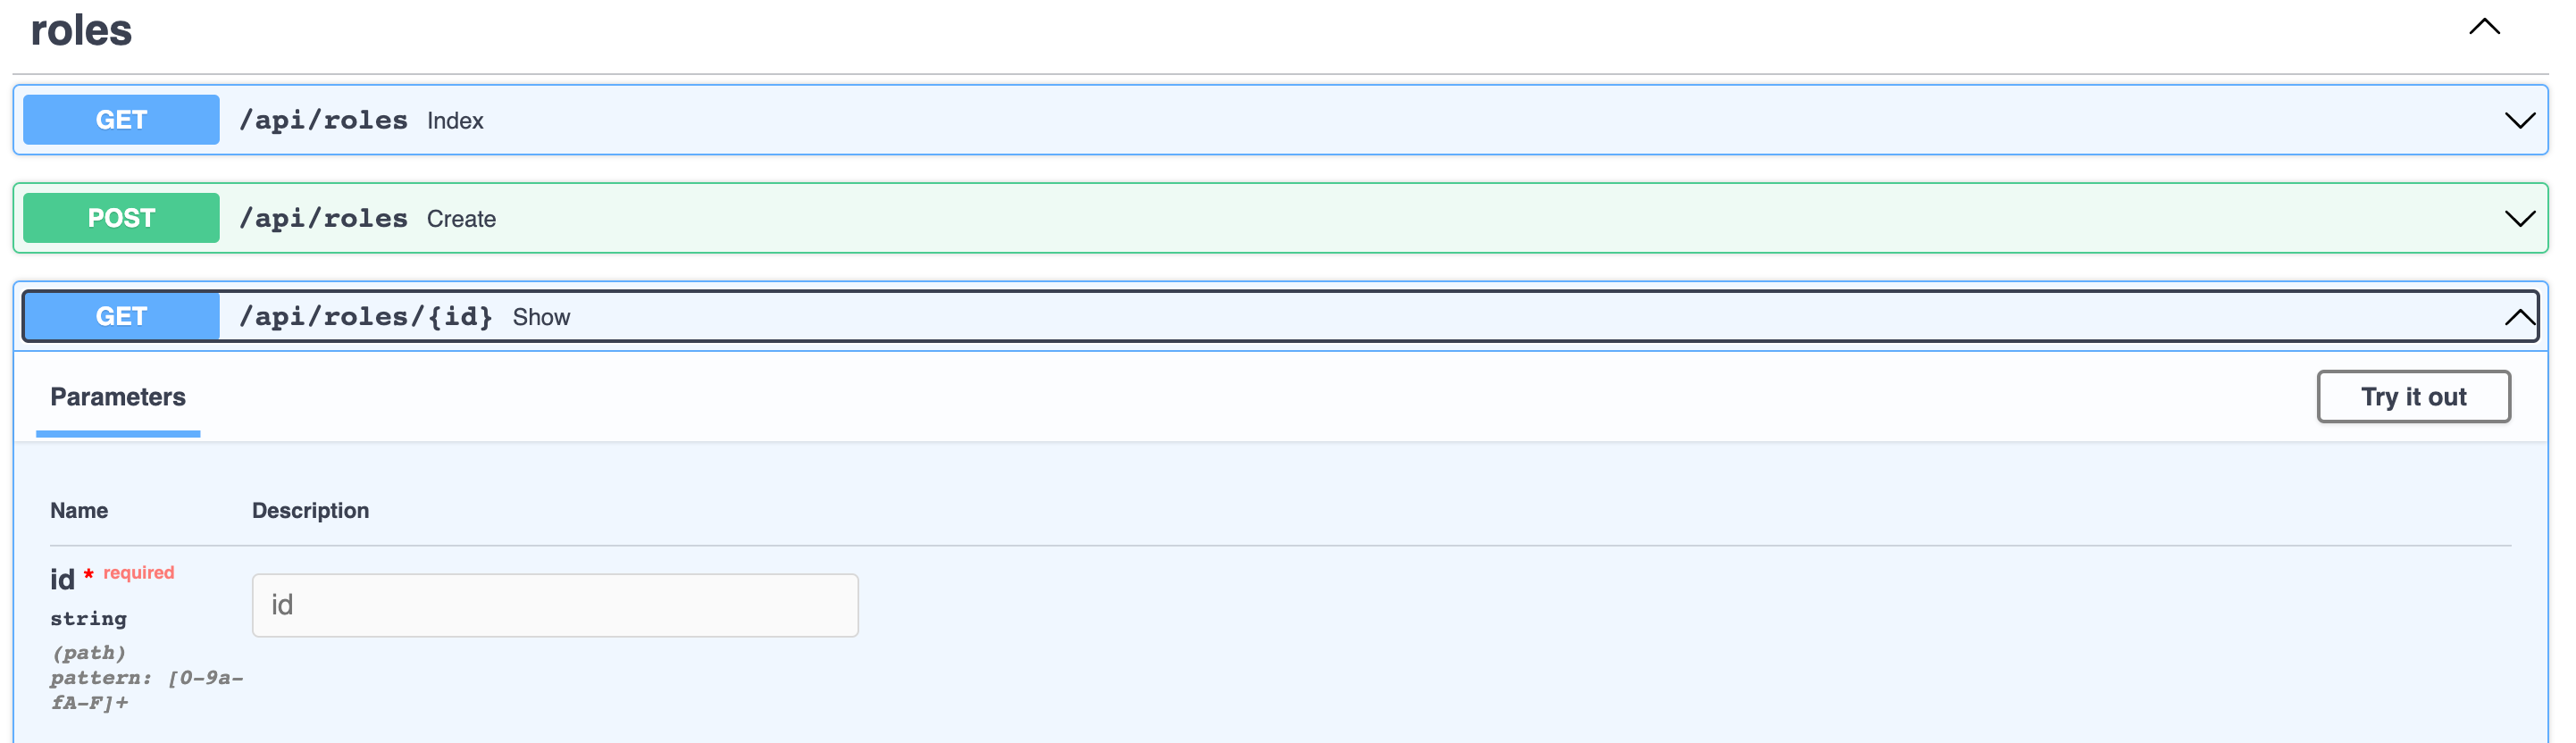 roles
GET /api/roles Index
POST /api/roles Create
GET /api/roles/{id} Show
Parameters Try it out
Name Description
id * required
id
string
(path)
pattern: [0-9a-
fA-F]+